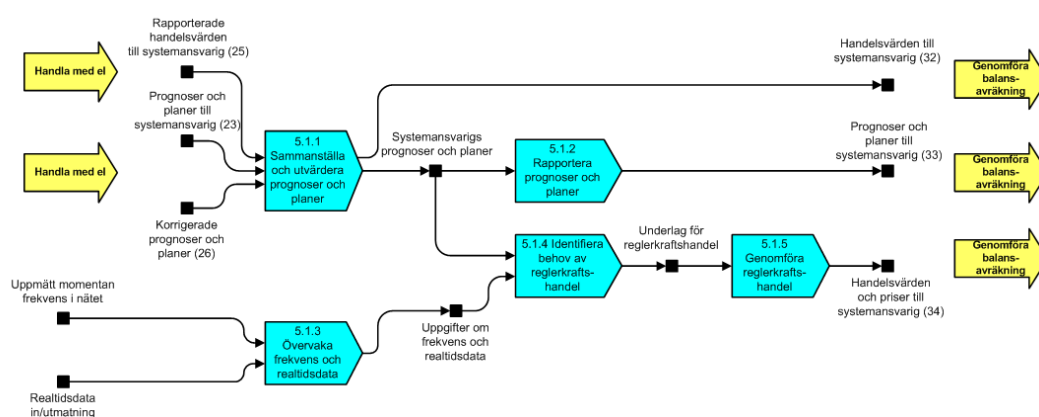 Rapporterade
handelsvärden
till systemansvarig (25)
Handla med el
Prognoser och
planer till
systemansvarig (23)
Handla med el
Korrigerade
prognoser och
planer (26)
5.1.1
Sammanställa
och utvärdera
prognoser och
planer
Systemansvarigs
prognoser och planer
5.1.2
Rapportera
prognoser och
planer
Handelsvärden till
systemansvarig (32)
Genomföra
balans-
avräkning
Prognoser och
planer till
systemansvarig (33)
Genomföra
balans-
avräkning
5.1.4 Identifiera
behov av
reglerkrafts-
handel
Underlag för
reglerkraftshandel
5.1.5
Genomföra
reglerkrafts-
handel
Handelsvärden
och priser till
systemansvarig (34)
Genomföra
balans-
avräkning
Uppmätt momentan
frekvens i nätet
5.1.3
Övervaka
frekvens och
realtidsdata
Uppgifter om
frekvens och
realtidsdata
Realtidsdata
in/utmatning